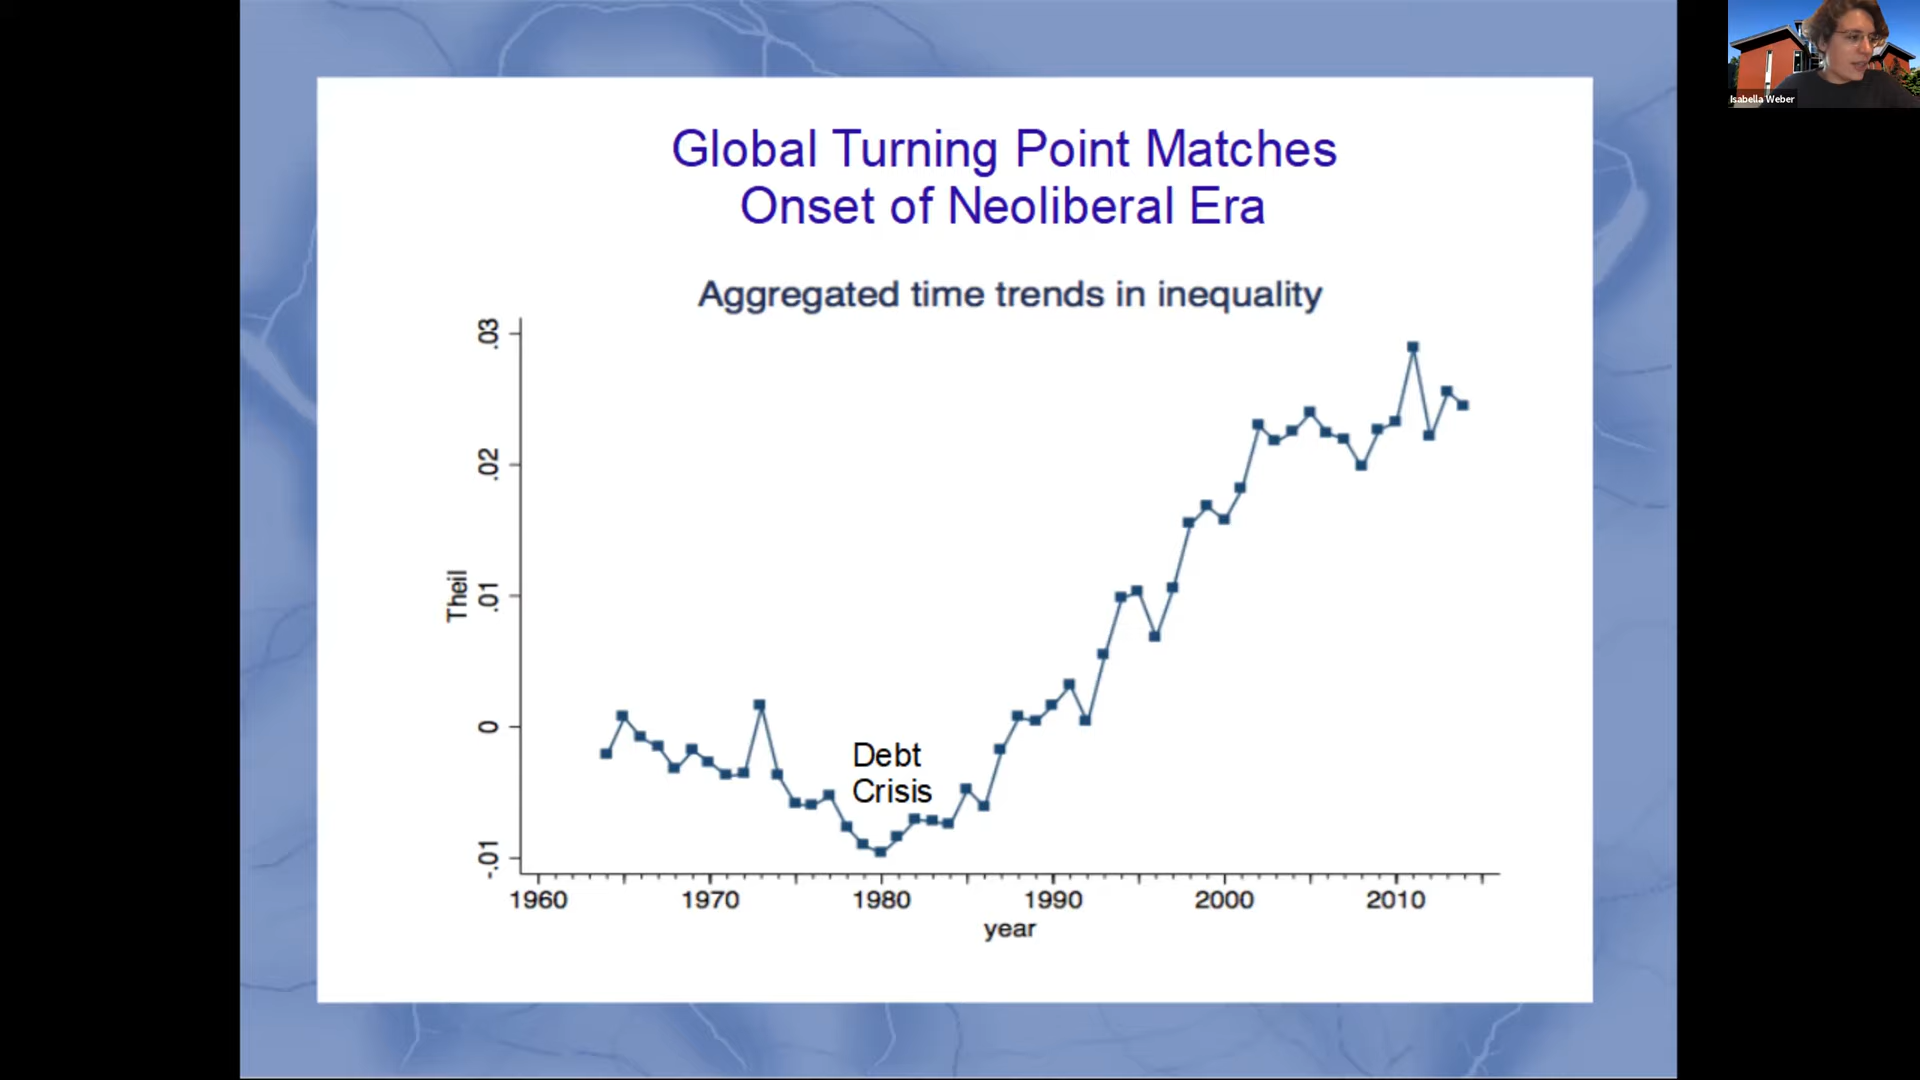 Global Turning Point Matches
Onset of Neoliberal Era
Aggregated time trends in inequality
.03
.02
.01
0
-.01
Theil
Debt
Crisis
1960 1970 1980 1990 2000 2010
year
Isabella Weber